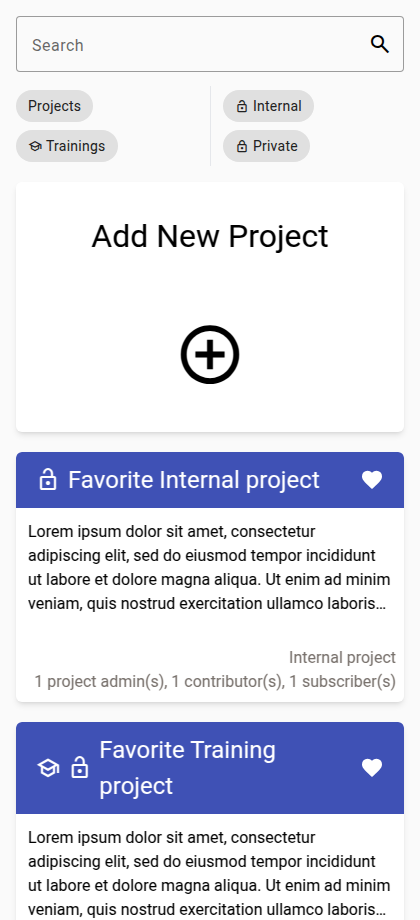 Search
Projects
Internal
Trainings
Private
Add New Project
Favorite Internal project
Lorem ipsum dolor sit amet, consectetur
adipiscing elit, sed do eiusmod tempor incididunt
ut labore et dolore magna aliqua. Ut enim ad minim
veniam, quis nostrud exercitation ullamco laboris…
Internal project
1 project admin(s), 1 contributor(s), 1 subscriber(s)
Favorite Training
project
Lorem ipsum dolor sit amet, consectetur
adipiscing elit, sed do eiusmod tempor incididunt
ut labore et dolore magna aliqua. Ut enim ad minim
veniam, quis nostrud exercitation ullamco laboris…